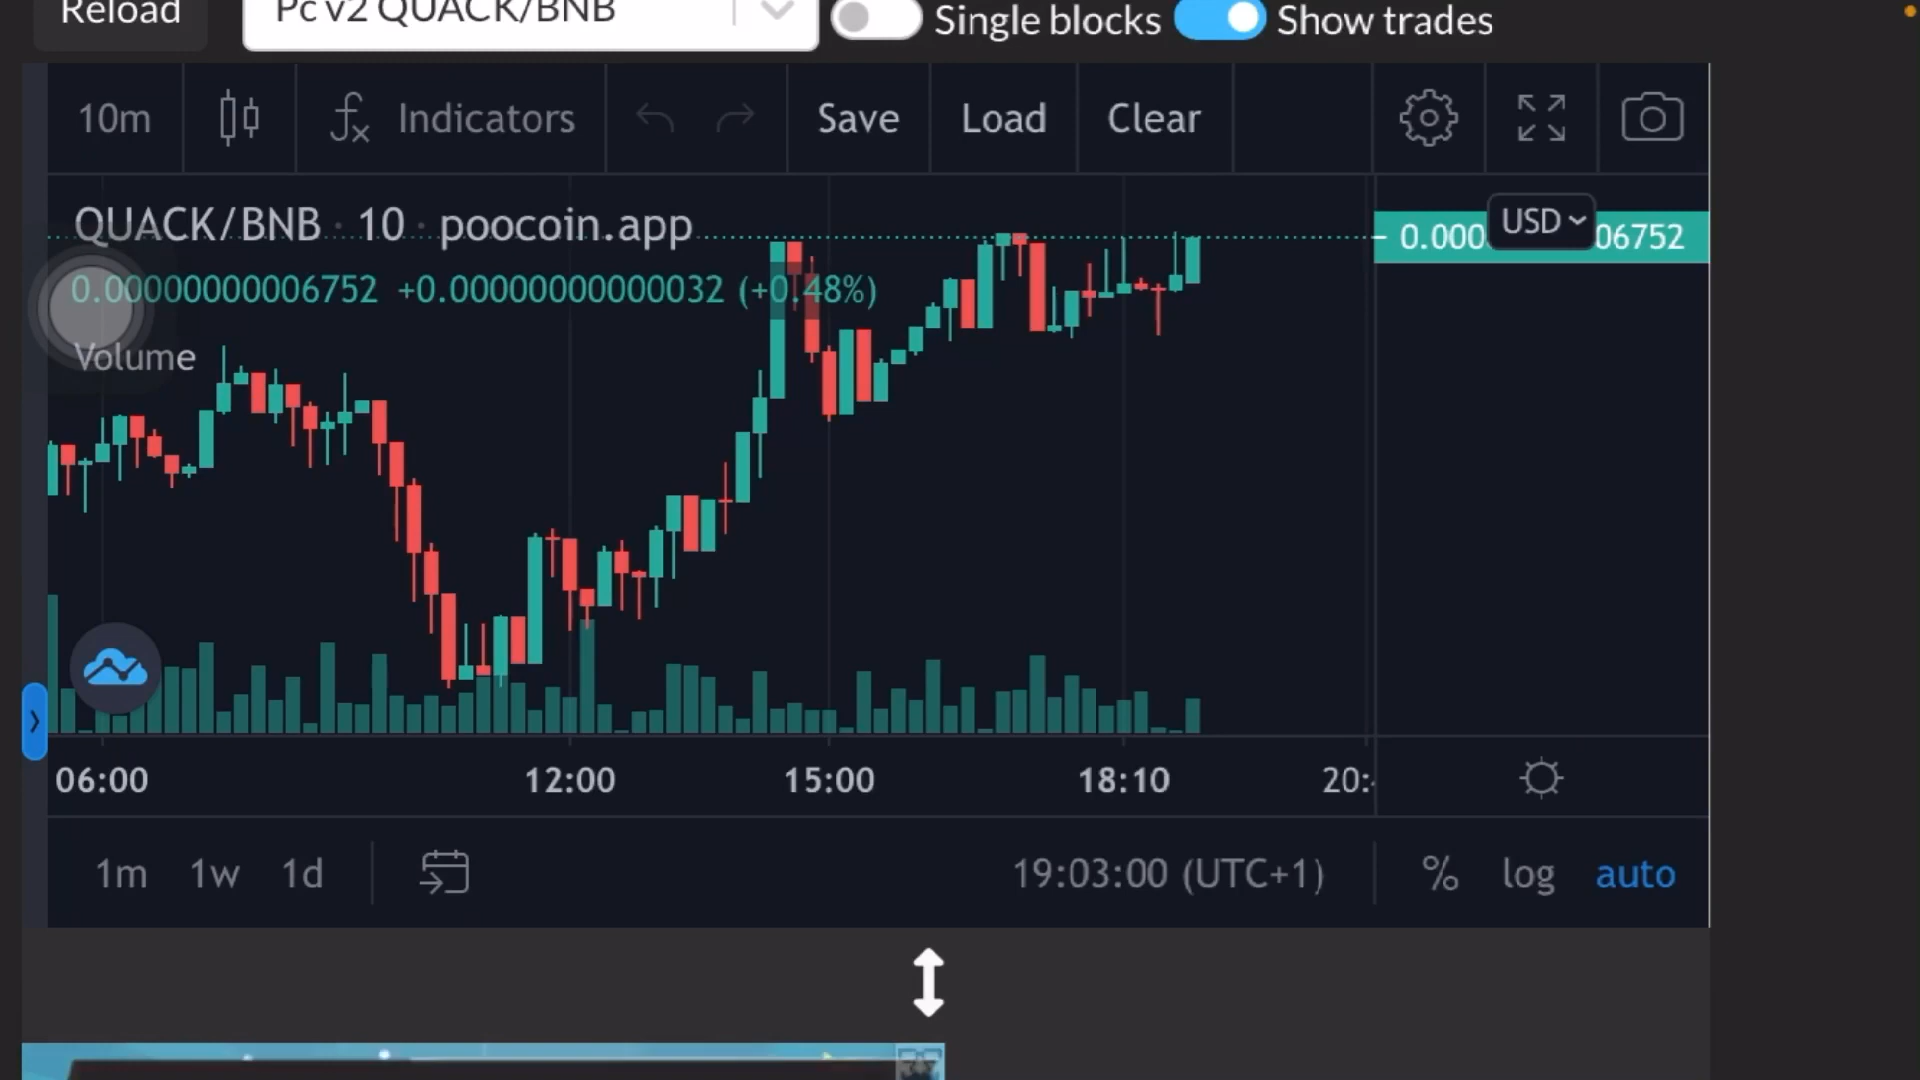 Reload
Pc v2 QUACK/BNB
Single blocks
Show trades
10m
Indicators
Save
Load
Clear
QUACK/BNB · 10 · poocoin.app
0.00000000006752 +0.00000000000032 (+0.48%)
Volume
0.000
USD
06752
06:00
12:00
15:00
18:10
20:
1m
1w
1d
19:03:00 (UTC+1)
%
log
auto